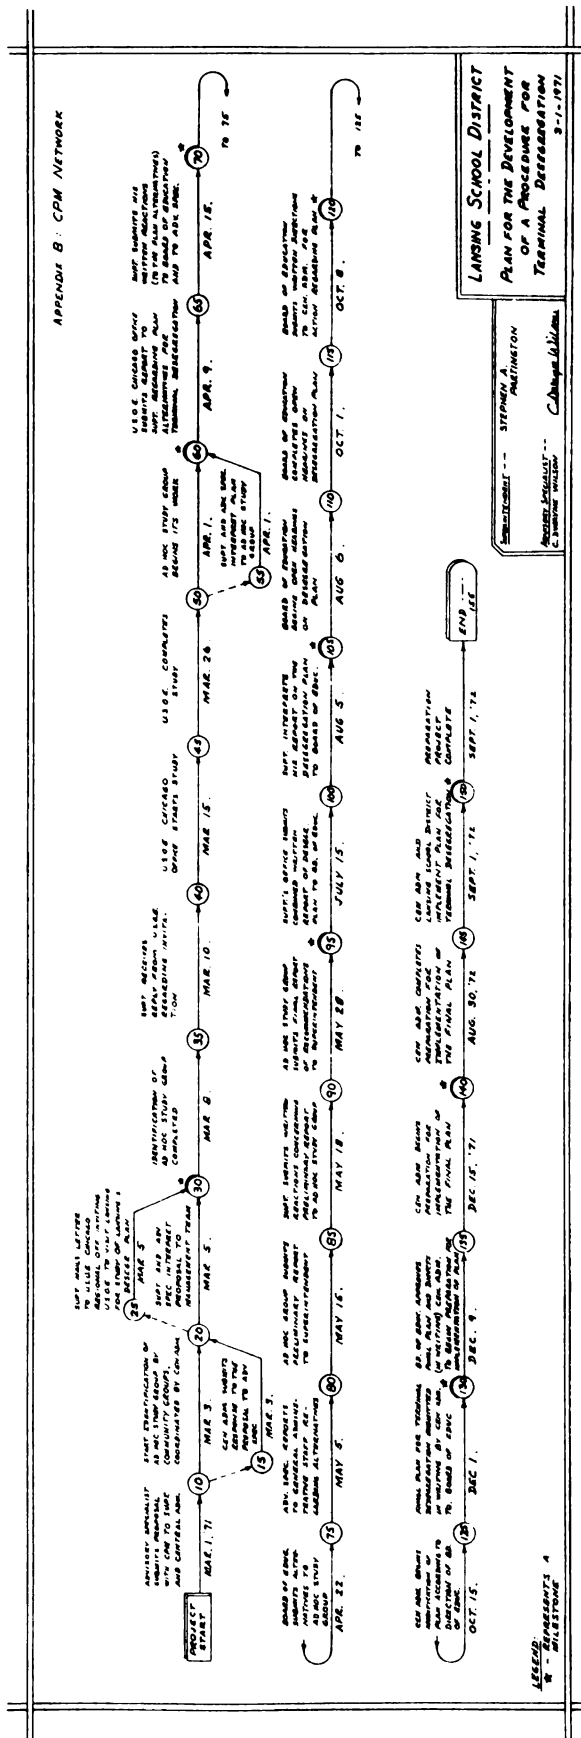 APPENDIX B: CPM NETWORK
PROJECT
START
ADVISORY SPECIALIST
SUBMITS PROPOSAL
WITH CPM TO SUPT
AND CENTRAL ADM.
MAR. 1, 71
10
START IDENTIFICATION OF
AD HOC STUDY GROUP BY
COMMUNITY GROUPS,
COORDINATED BY CEN ADM.
MAR 3.
15
CEN ADM SUBMITS
RESPONSE TO THE
PROPOSAL TO ADV
SPEC
MAR. 3.
20
SUPT MAILS LETTER
TO U.S.O.E CHICAGO
REGIONAL OFF. INVITING
U.S.O.E TO VISIT LANSING
FOR STUDY OF LANSING'S
DESEGR PLAN
25
MAR 5
SUPT AND ADV
SPEC INTERPRET
PROPOSAL TO
MANAGEMENT TEAM
MAR 5.
30
IDENTIFICATION OF
AD HOC STUDY GROUP
COMPLETED
MAR 8.
35
SUPT RECEIVES
REPLY FROM U.S.O.E.
REGARDING INVITA-
TION
MAR. 10.
40
U.S.O.E CHICAGO
OFFICE STARTS STUDY
MAR 15.
45
U.S.O.E. COMPLETES
STUDY
MAR. 26
50
AD HOC STUDY GROUP
BEGINS ITS WORK
APR. 1.
SUPT AND ADV SPEC.
INTERPRET PLAN
TO AD HOC STUDY
GROUP
55
APR. 1.
60
U.S.O.E. CHICAGO OFFICE
SUBMITS REPORT TO
SUPT. REGARDING PLAN
ALTERNATIVES FOR
TERMINAL DESEGREGATION
APR. 9.
65
SUPT. SUBMITS HIS
WRITTEN REACTIONS
(TO THE PLAN ALTERNATIVES)
TO BOARD OF EDUCATION
AND TO ADV. SPEC.
APR. 15.
70
TO 75
BOARD OF EDUC.
SUBMITS ALTER-
NATIVES TO
AD HOC STUDY
GROUP
APR. 22
75
ADV. SPEC. REPORTS
TO GENERAL ADMINIS-
TRATIVE STAFF RE-
GARDING ALTERNATIVES
MAY 5.
80
AD HOC GROUP SUBMITS
PRELIMINARY REPORT
TO SUPERINTENDENT
MAY 15.
85
SUPT. SUBMITS WRITTEN
REACTIONS CONCERNING
PRELIMINARY REPORT
TO AD HOC STUDY GROUP
MAY 18.
90
AD HOC STUDY GROUP
SUBMITS FINAL REPORT
OF RECOMMENDATIONS
TO SUPERINTENDENT
MAY 28.
95
SUPT.'S OFFICE SUBMITS
COMBINED WRITTEN
REPORT OF DESEGR
PLAN TO BD. OF EDUC.
JULY 15.
100
SUPT. INTERPRETS
HIS REPORT ON THE
DESEGREGATION PLAN
TO BOARD OF EDUC.
AUG 5.
105
BOARD OF EDUCATION
BEGINS OPEN HEARINGS
ON DESEGREGATION
PLAN
AUG 6
110
BOARD OF EDUCATION
COMPLETES OPEN
HEARINGS ON
DESEGREGATION PLAN
OCT. 1.
115
BOARD OF EDUCATION
SUBMITS WRITTEN DIRECTIONS
TO CEN. ADM. FOR
ACTION REGARDING PLAN
OCT. 8.
120
TO 125
CEN ADM. BEGINS
MODIFICATION OF
PLAN ACCORDING TO
DIRECTION OF BD.
OF EDUC.
OCT. 15.
125
FINAL PLAN FOR TERMINAL
DESEGREGATION SUBMITTED
IN WRITING BY CEN ADM.
TO BOARD OF EDUC
DEC 1.
130
BD. OF EDUC. APPROVES
FINAL PLAN AND DIRECTS
(IN WRITING) CEN. ADM.
TO BEGIN PREPARATION FOR
IMPLEMENTATION OF PLAN
DEC. 9.
135
CEN ADM BEGINS
PREPARATION FOR
IMPLEMENTATION OF
THE FINAL PLAN
DEC 15, '71
140
CEN ADM. COMPLETES
PREPARATION FOR
IMPLEMENTATION OF
THE FINAL PLAN
AUG. 30, '72
145
CEN ADM AND
LANSING SCHOOL DISTRICT
IMPLEMENT PLAN FOR
TERMINAL DESEGREGATION
SEPT. 1, '72
150
PREPARATION
PROJECT
COMPLETE
SEPT. 1, '72
END
155
LEGEND:
* - REPRESENTS A
MILESTONE
SUPERINTENDENT --
STEPHEN A.
PARTINGTON
ADVISORY SPECIALIST --
C. DWAYNE WILSON
C. Dwayne Wilson
LANSING SCHOOL DISTRICT
PLAN FOR THE DEVELOPMENT
OF A PROCEDURE FOR
TERMINAL DESEGREGATION
3-1-1971